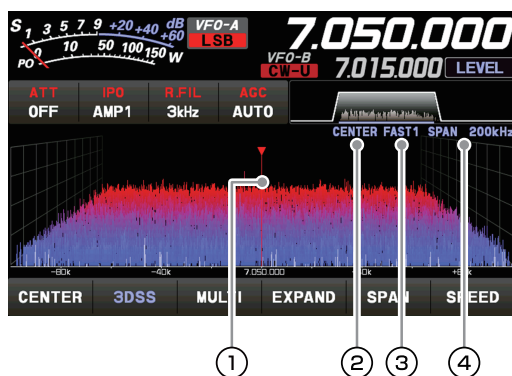 S 1 3 5 7 9 +20 +40 +60 dB
PO 0 10 50 100 150 W
VFO-A
LSB
7.050.000
VFO-B
CW-U
7.015.000
LEVEL
ATT IPO R.FIL AGC
OFF AMP1 3kHz AUTO
CENTER FAST1 SPAN 200kHz
-80k -40k 7.050.000
CENTER 3DSS MULTI EXPAND SPAN SPEED
1 2 3 4